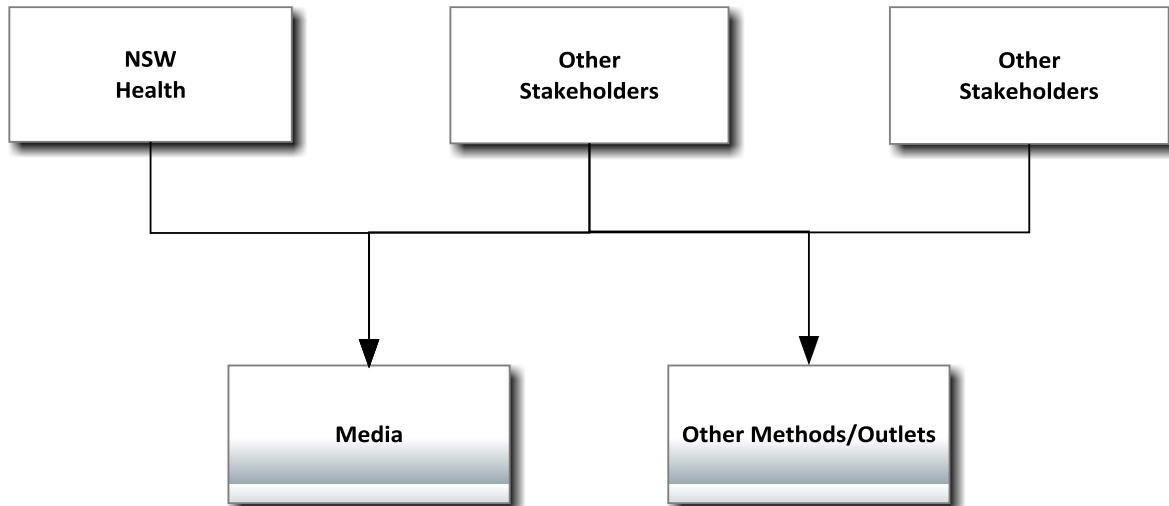 NSW
Health
Other
Stakeholders
Other
Stakeholders
Media
Other Methods/Outlets